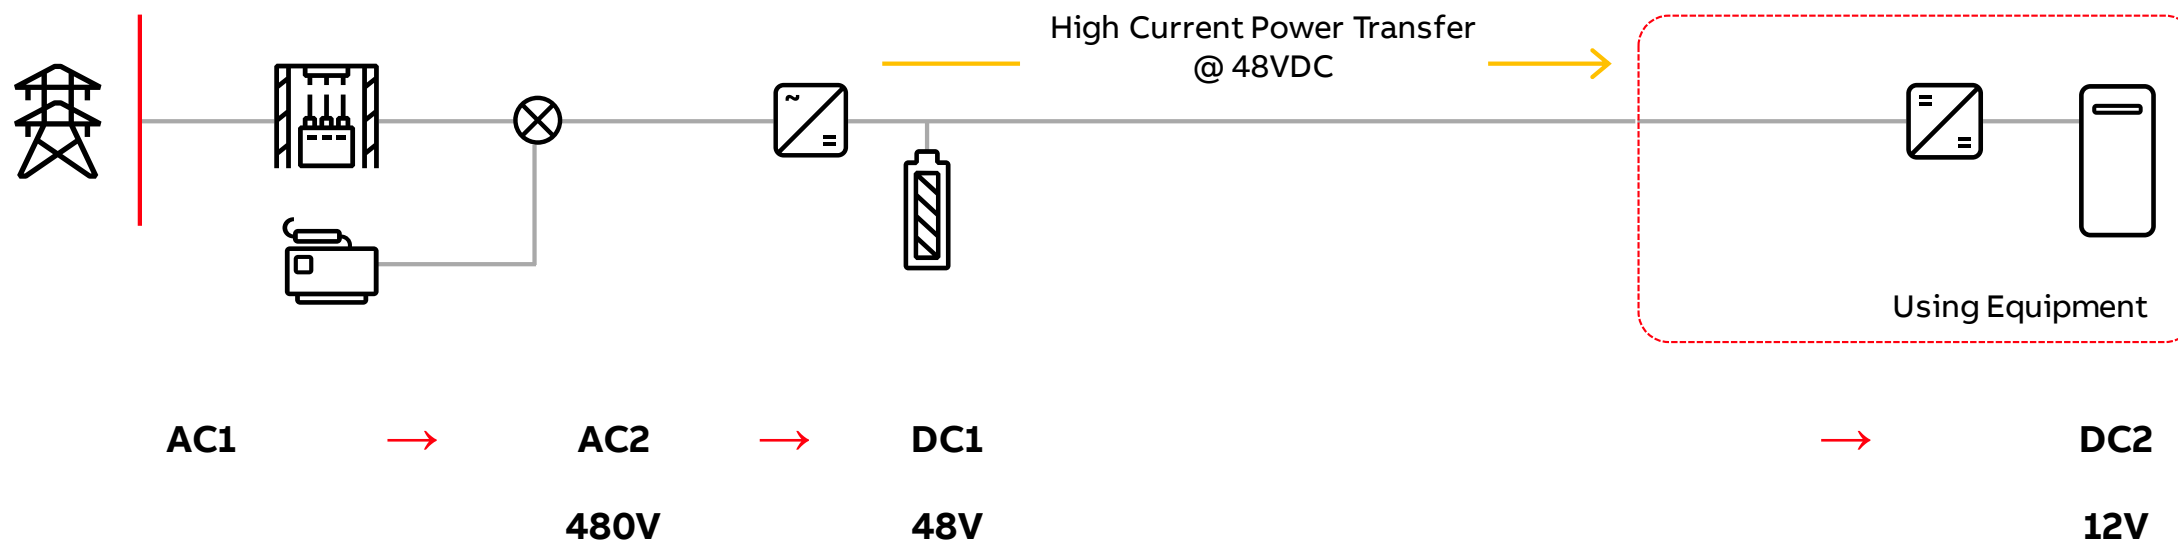 High Current Power Transfer
@ 48VDC
Using Equipment
AC1 → AC2 → DC1 → DC2
480V 48V 12V